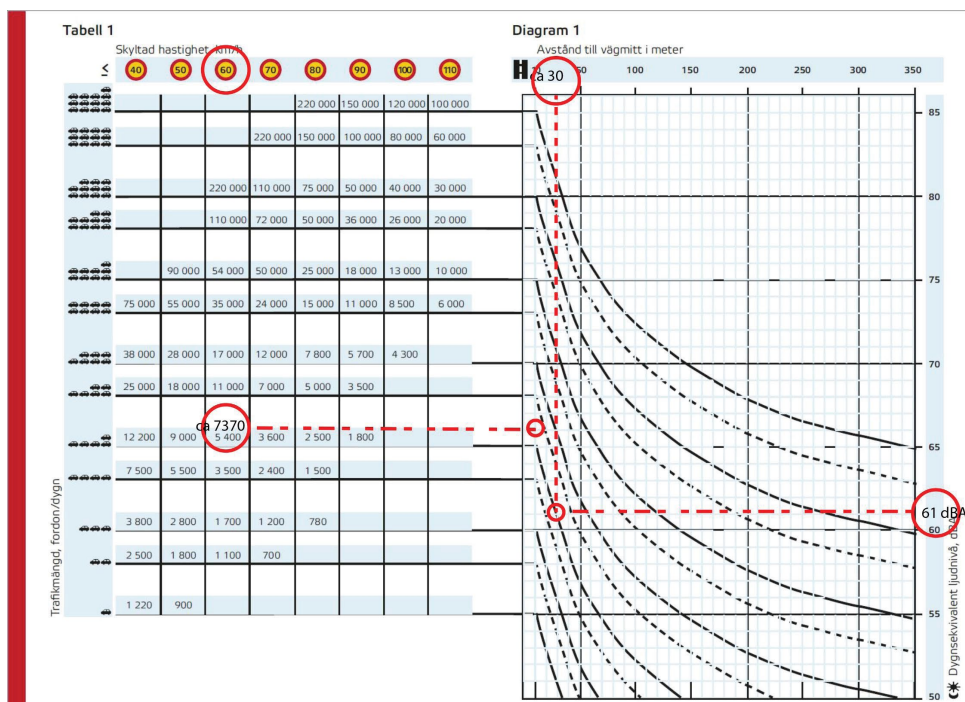 Tabell 1
Skyltad hastighet, km/h
≤ 40 50 60 70 80 90 100 110
220 000 150 000 120 000 100 000
220 000 150 000 100 000 80 000 60 000
220 000 110 000 75 000 50 000 40 000 30 000
110 000 72 000 50 000 36 000 26 000 20 000
90 000 54 000 50 000 25 000 18 000 13 000 10 000
75 000 55 000 35 000 24 000 15 000 11 000 8 500 6 000
38 000 28 000 17 000 12 000 7 800 5 700 4 300
25 000 18 000 11 000 7 000 5 000 3 500
ca 7370
12 200 9 000 5 400 3 600 2 500 1 800
7 500 5 500 3 500 2 400 1 500
3 800 2 800 1 700 1 200 780
2 500 1 800 1 100 700
1 220 900
Trafikmängd, fordon/dygn
Diagram 1
Avstånd till vägmitt i meter
ca 30 50 100 150 200 250 300 350
85
80
75
70
65
61 dBA
60
55
50
Dygnsekvivalent ljudnivå, dBA